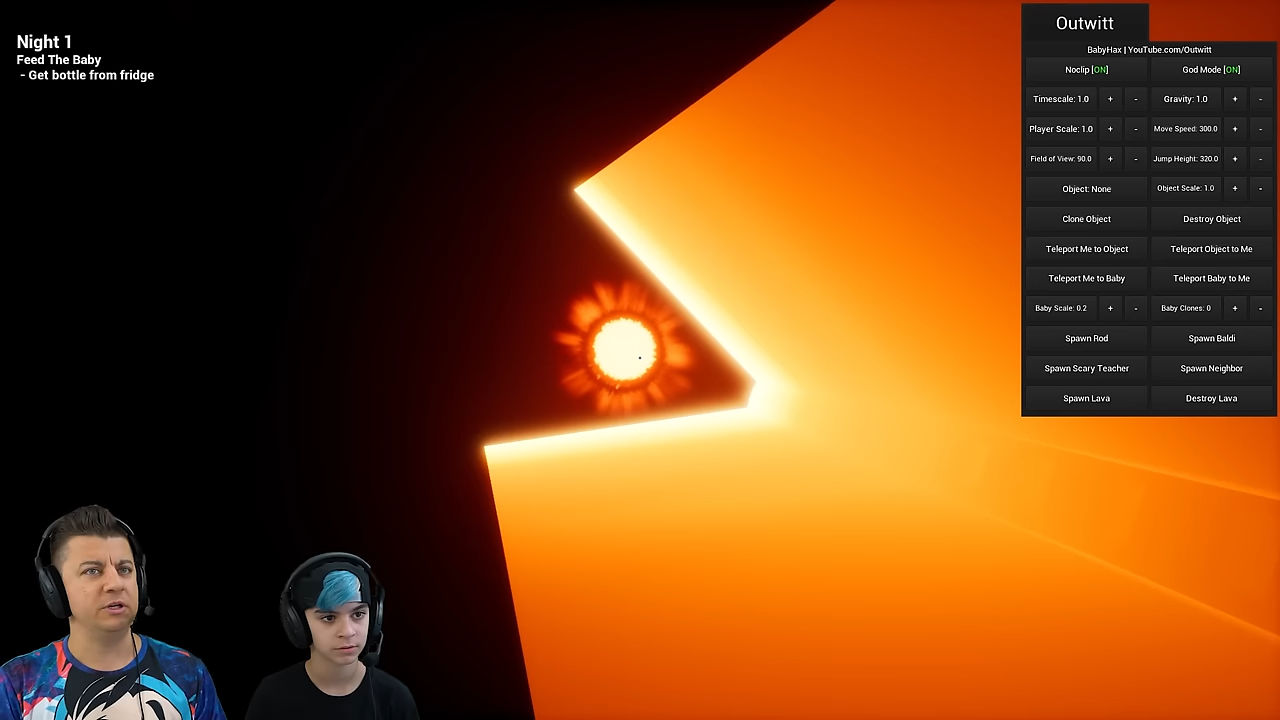 Night 1
Feed The Baby
- Get bottle from fridge
Outwitt
BabyHax | YouTube.com/Outwitt
Noclip [ON] God Mode [ON]
Timescale: 1.0 + - Gravity: 1.0 + -
Player Scale: 1.0 + - Move Speed: 300.0 + -
Field of View: 90.0 + - Jump Height: 320.0 + -
Object: None Object Scale: 1.0 + -
Clone Object Destroy Object
Teleport Me to Object Teleport Object to Me
Teleport Me to Baby Teleport Baby to Me
Baby Scale: 0.2 + - Baby Clones: 0 + -
Spawn Rod Spawn Baldi
Spawn Scary Teacher Spawn Neighbor
Spawn Lava Destroy Lava